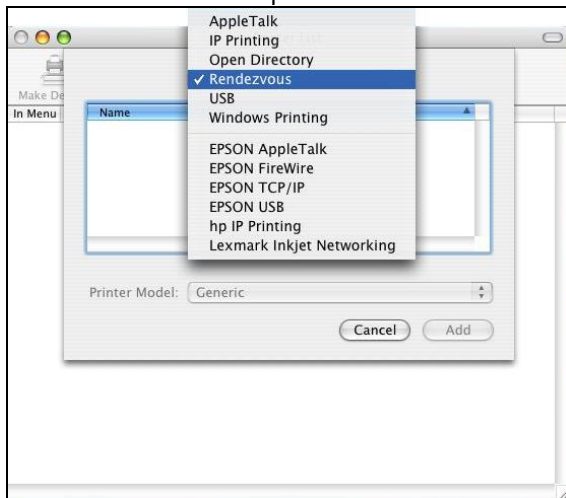 AppleTalk
IP Printing
Open Directory
✓ Rendezvous
USB
Windows Printing
EPSON AppleTalk
EPSON FireWire
EPSON TCP/IP
EPSON USB
hp IP Printing
Lexmark Inkjet Networking
Make De
In Menu
Name
Printer Model: Generic
Cancel Add